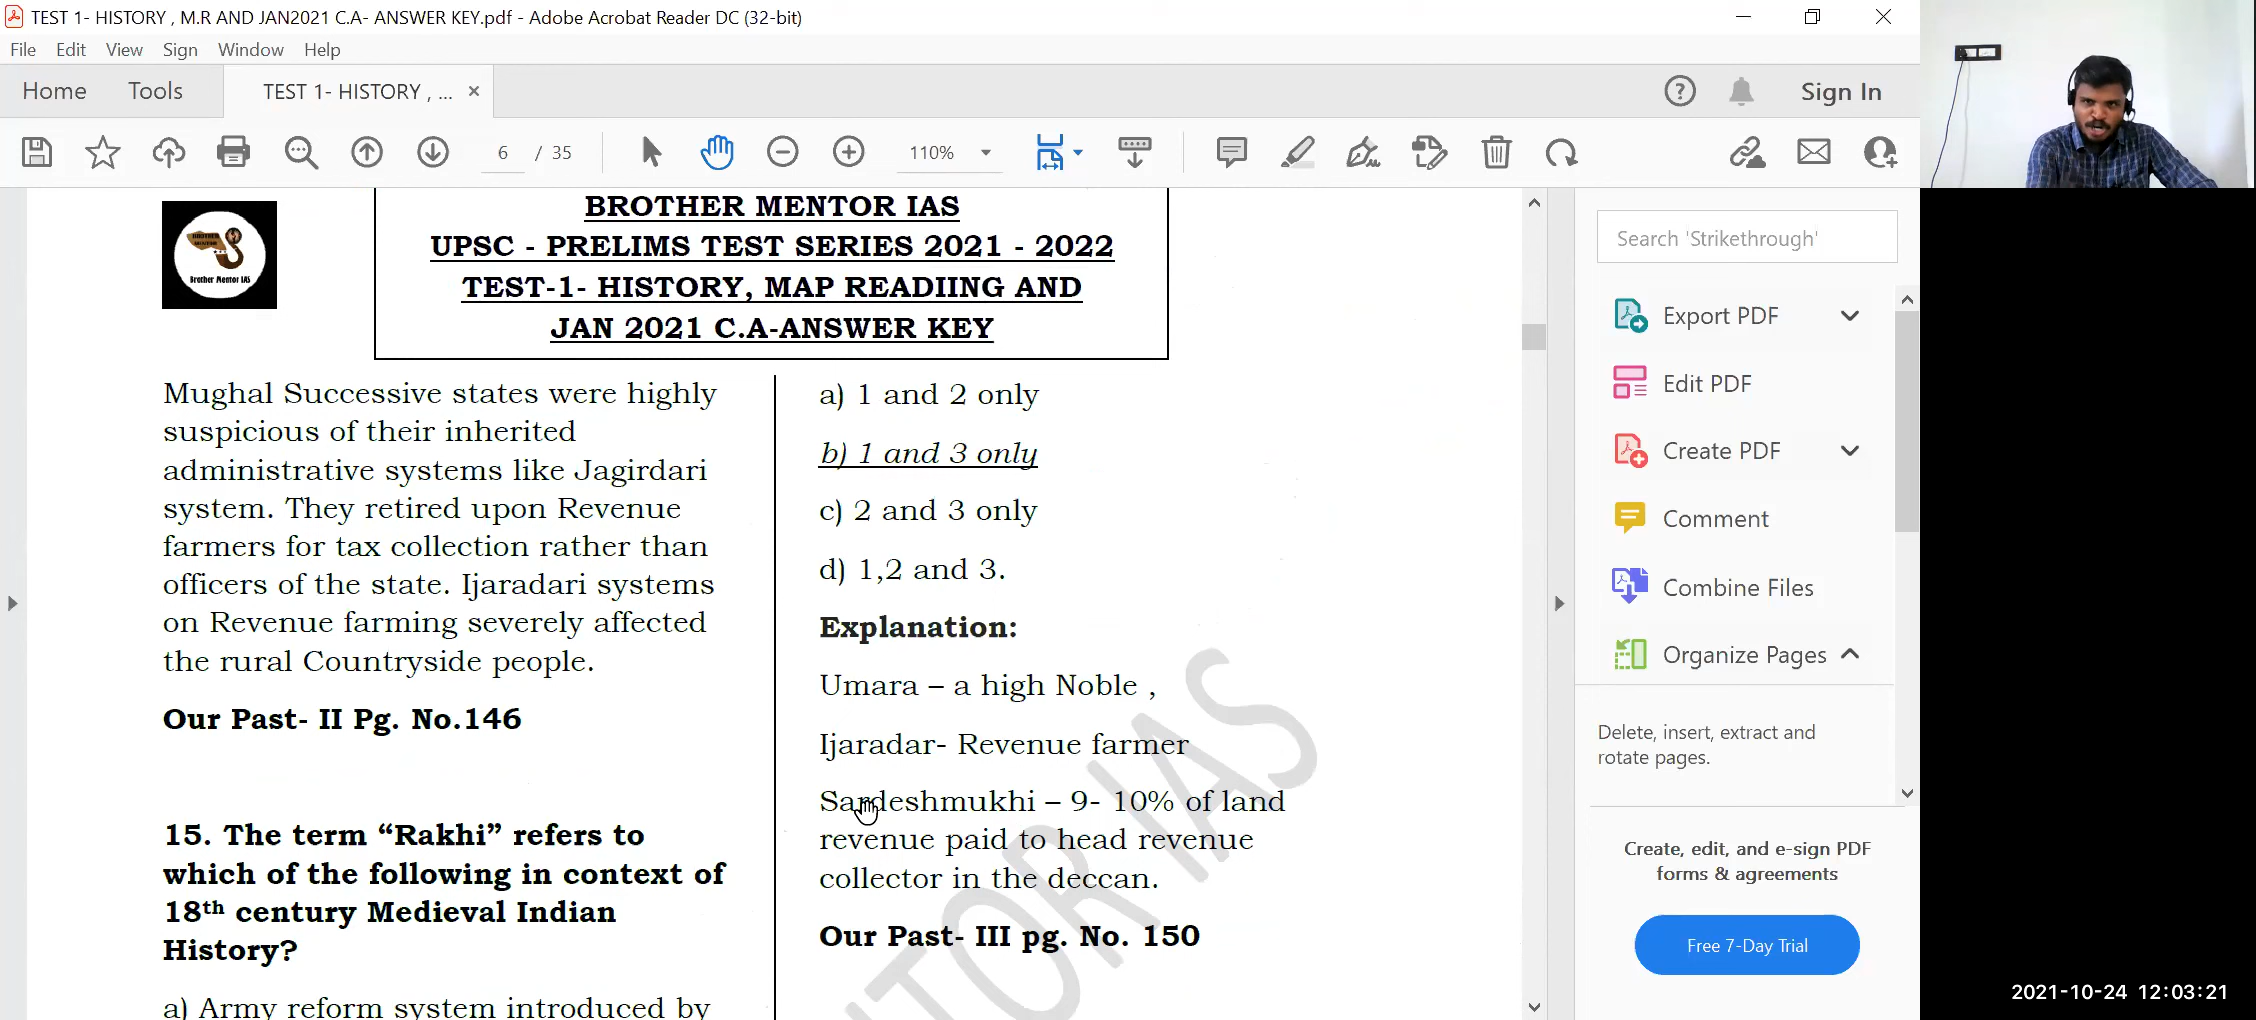 TEST 1- HISTORY , M.R AND JAN2021 C.A- ANSWER KEY.pdf - Adobe Acrobat Reader DC (32-bit)
File Edit View Sign Window Help
Home Tools TEST 1- HISTORY , ... × Sign In
6 / 35 110%
BROTHER MENTOR IAS
UPSC - PRELIMS TEST SERIES 2021 - 2022
TEST-1- HISTORY, MAP READIING AND
JAN 2021 C.A-ANSWER KEY
Brother Mentor IAS
Mughal Successive states were highly
suspicious of their inherited
administrative systems like Jagirdari
system. They retired upon Revenue
farmers for tax collection rather than
officers of the state. Ijaradari systems
on Revenue farming severely affected
the rural Countryside people.
Our Past- II Pg. No.146
15. The term “Rakhi” refers to
which of the following in context of
18th century Medieval Indian
History?
a) Army reform system introduced by
a) 1 and 2 only
b) 1 and 3 only
c) 2 and 3 only
d) 1,2 and 3.
Explanation:
Umara – a high Noble ,
Ijaradar- Revenue farmer
Sardeshmukhi – 9- 10% of land
revenue paid to head revenue
collector in the deccan.
Our Past- III pg. No. 150
TOR IAS
Search 'Strikethrough'
Export PDF
Edit PDF
Create PDF
Comment
Combine Files
Organize Pages
Delete, insert, extract and
rotate pages.
Create, edit, and e-sign PDF
forms & agreements
Free 7-Day Trial
2021-10-24 12:03:21